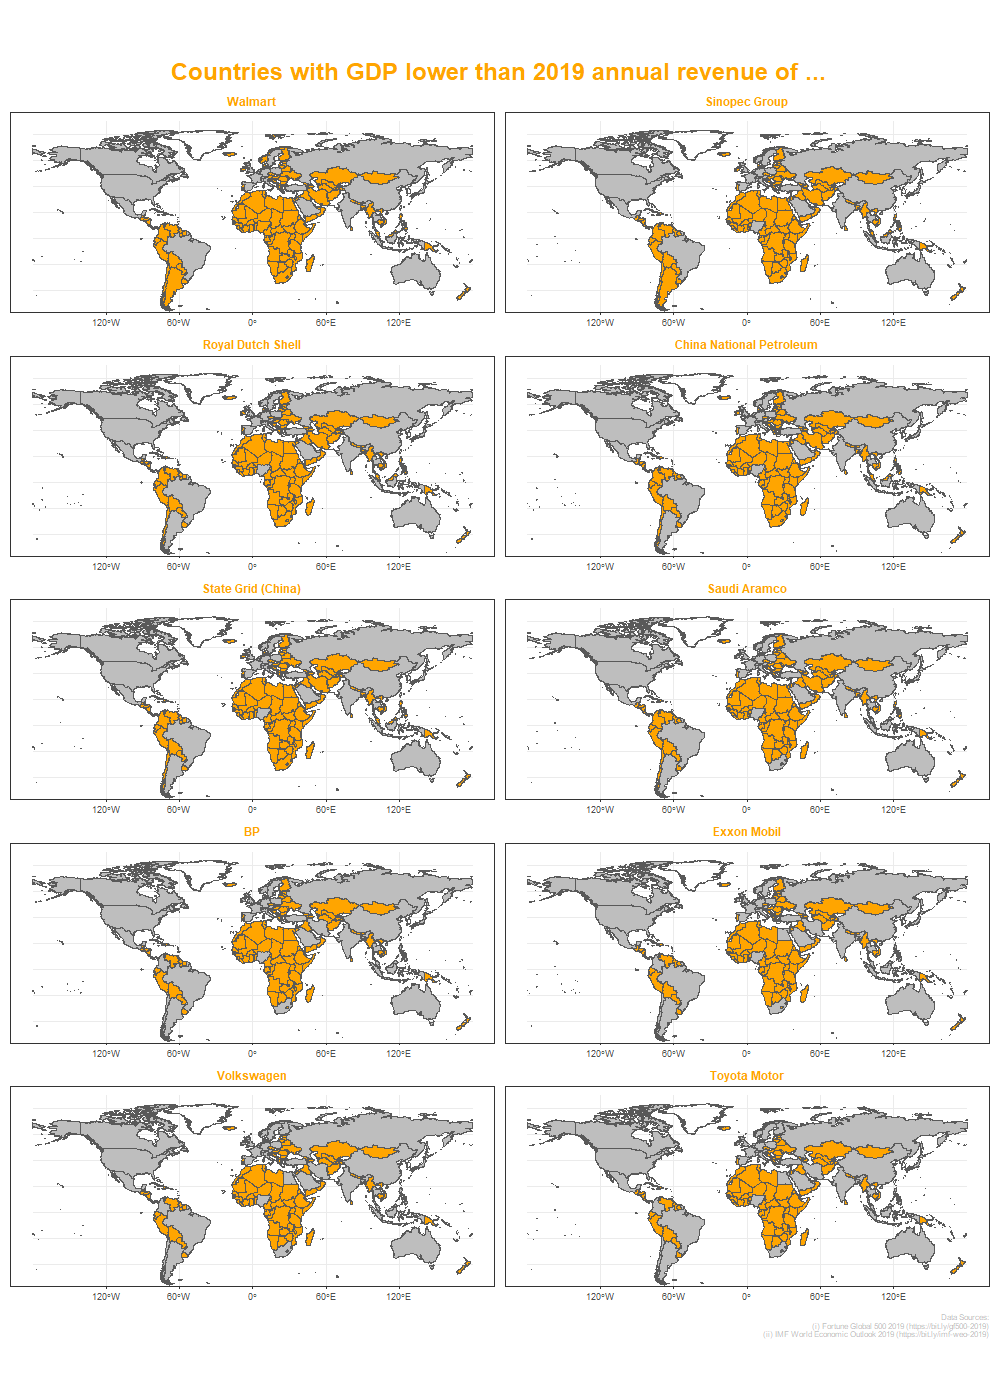 Countries with GDP lower than 2019 annual revenue of ...
Walmart
Sinopec Group
120°W 60°W 0° 60°E 120°E
120°W 60°W 0° 60°E 120°E
Royal Dutch Shell
China National Petroleum
120°W 60°W 0° 60°E 120°E
120°W 60°W 0° 60°E 120°E
State Grid (China)
Saudi Aramco
120°W 60°W 0° 60°E 120°E
120°W 60°W 0° 60°E 120°E
BP
Exxon Mobil
120°W 60°W 0° 60°E 120°E
120°W 60°W 0° 60°E 120°E
Volkswagen
Toyota Motor
120°W 60°W 0° 60°E 120°E
120°W 60°W 0° 60°E 120°E
Data Sources:
(i) Fortune Global 500 2019 (https://bit.ly/gf500-2019)
(ii) IMF World Economic Outlook 2019 (https://bit.ly/imf-weo-2019)